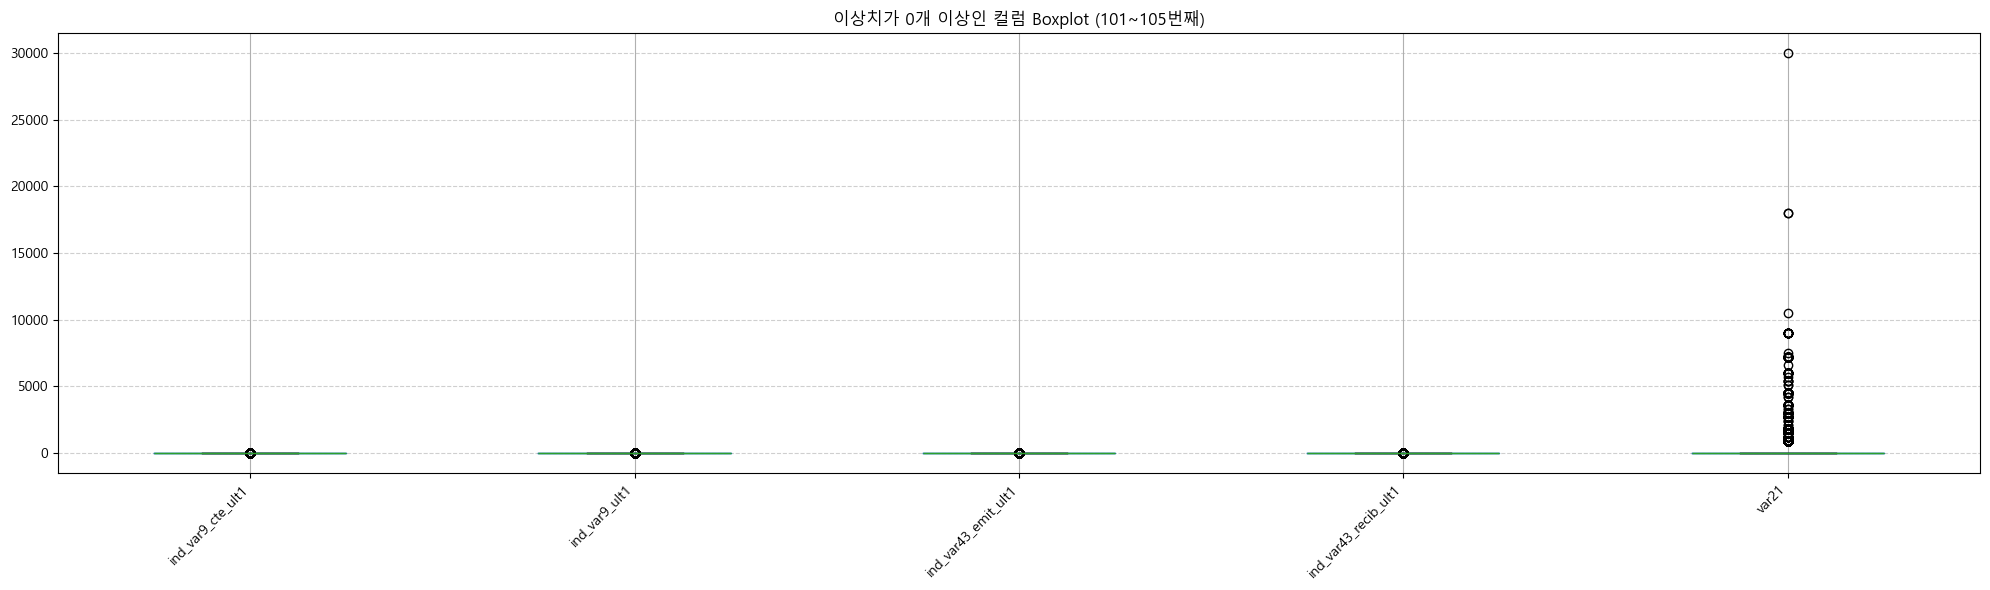 이상치가 0개 이상인 컬럼 Boxplot (101~105번째)
30000
25000
20000
15000
10000
5000
0
ind_var9_cte_ult1
ind_var9_ult1
ind_var43_emit_ult1
ind_var43_recib_ult1
var21